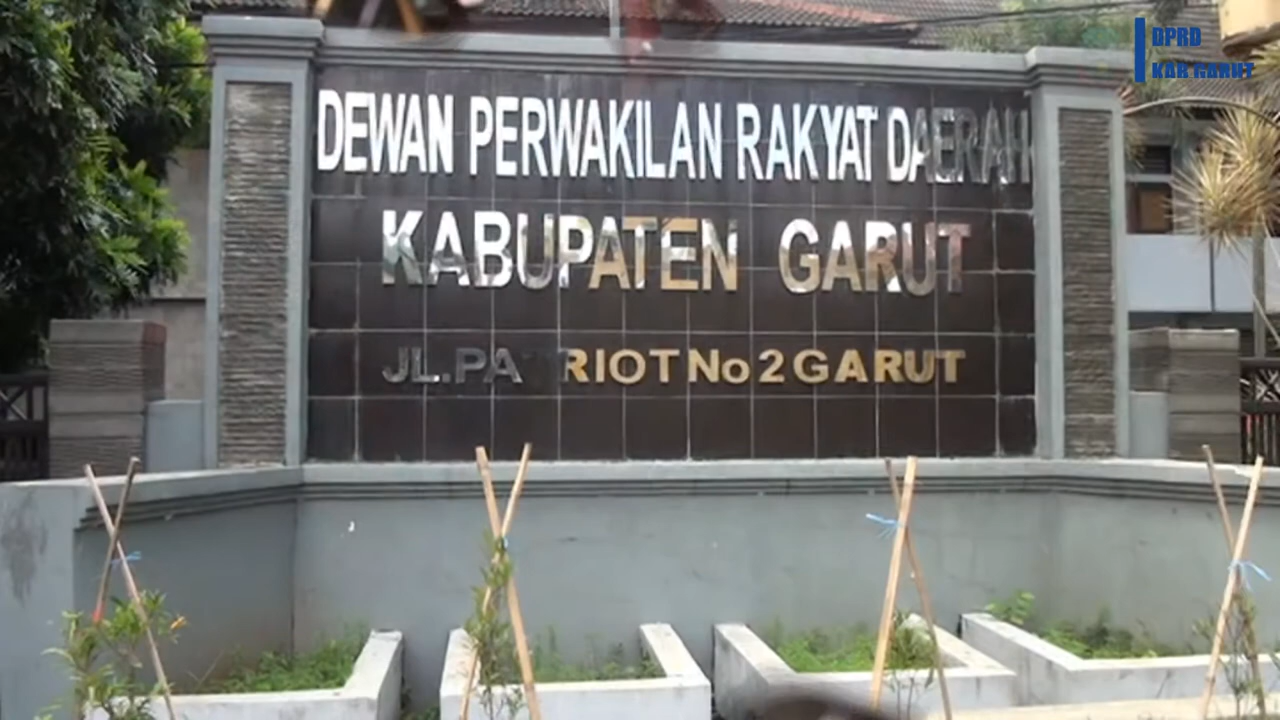 DPRD
KAB GARUT
DEWAN PERWAKILAN RAKYAT DAERAH
KABUPATEN GARUT
JL.PATRIOT No 2 GARUT